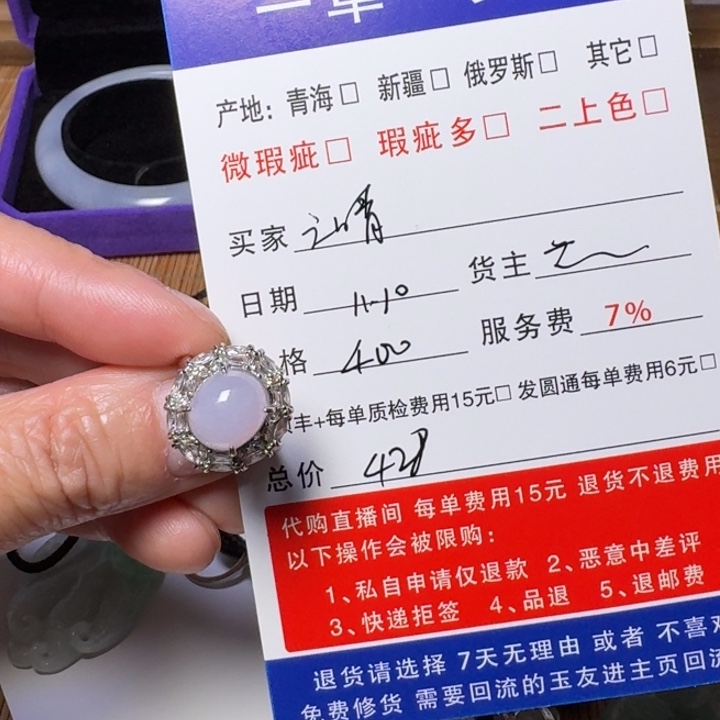 产地: 青海□ 新疆□ 俄罗斯□ 其它□
微瑕疵□ 瑕疵多□ 二上色□
买家
日期 11-10 货主
格 400 服务费 7%
丰+每单质检费用15元□ 发圆通每单费用6元□
总价 428
代购直播间 每单费用15元 退货不退费用
以下操作会被限购:
1、私自申请仅退款 2、恶意中差评
3、快递拒签 4、品退 5、退邮费
退货请选择 7天无理由 或者 不喜欢
免费修货 需要回流的玉友进主页回流